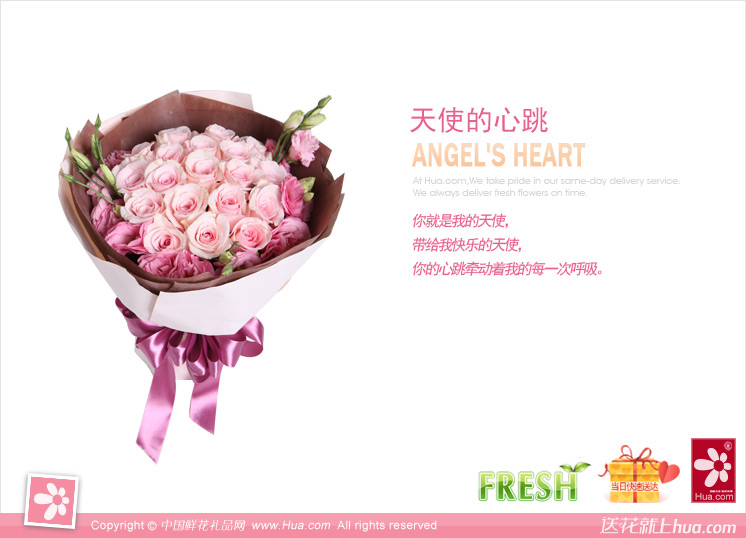 天使的心跳
ANGEL'S HEART
At Hua.com,We take pride in our same-day delivery service.
We always deliver fresh flowers on time.
你就是我的天使,
带给我快乐的天使,
你的心跳牵动着我的每一次呼吸。
FRESH
当日快速送达
Hua.com
Copyright © 中国鲜花礼品网 www.Hua.com All rights reserved
送花就上hua.com